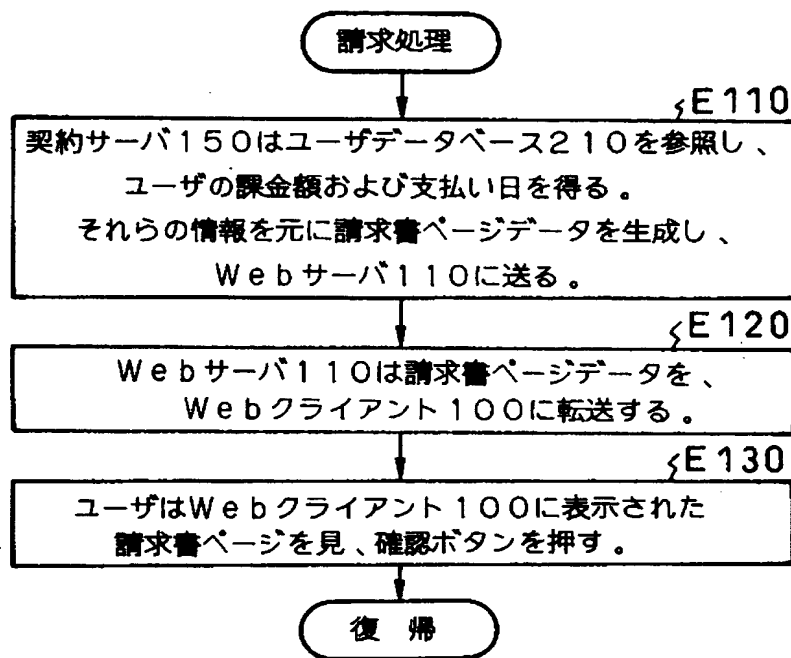 請求処理
E110
契約サーバ150はユーザデータベース210を参照し、
ユーザの課金額および支払い日を得る。
それらの情報を元に請求書ページデータを生成し、
Webサーバ110に送る。
E120
Webサーバ110は請求書ページデータを、
Webクライアント100に転送する。
E130
ユーザはWebクライアント100に表示された
請求書ページを見、確認ボタンを押す。
復 帰